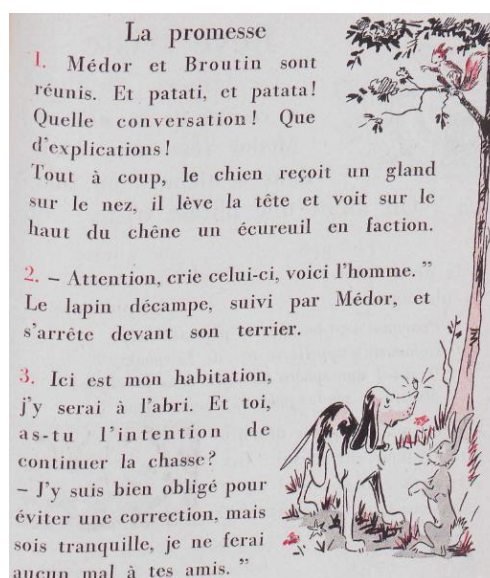 La promesse
1. Médor et Broutin sont
réunis. Et patati, et patata!
Quelle conversation! Que
d'explications!
Tout à coup, le chien reçoit un gland
sur le nez, il lève la tête et voit sur le
haut du chêne un écureuil en faction.
2. – Attention, crie celui-ci, voici l'homme. ”
Le lapin décampe, suivi par Médor, et
s'arrête devant son terrier.
3. Ici est mon habitation,
j'y serai à l'abri. Et toi,
as-tu l'intention de
continuer la chasse?
– J'y suis bien obligé pour
éviter une correction, mais
sois tranquille, je ne ferai
aucun mal à tes amis. ”